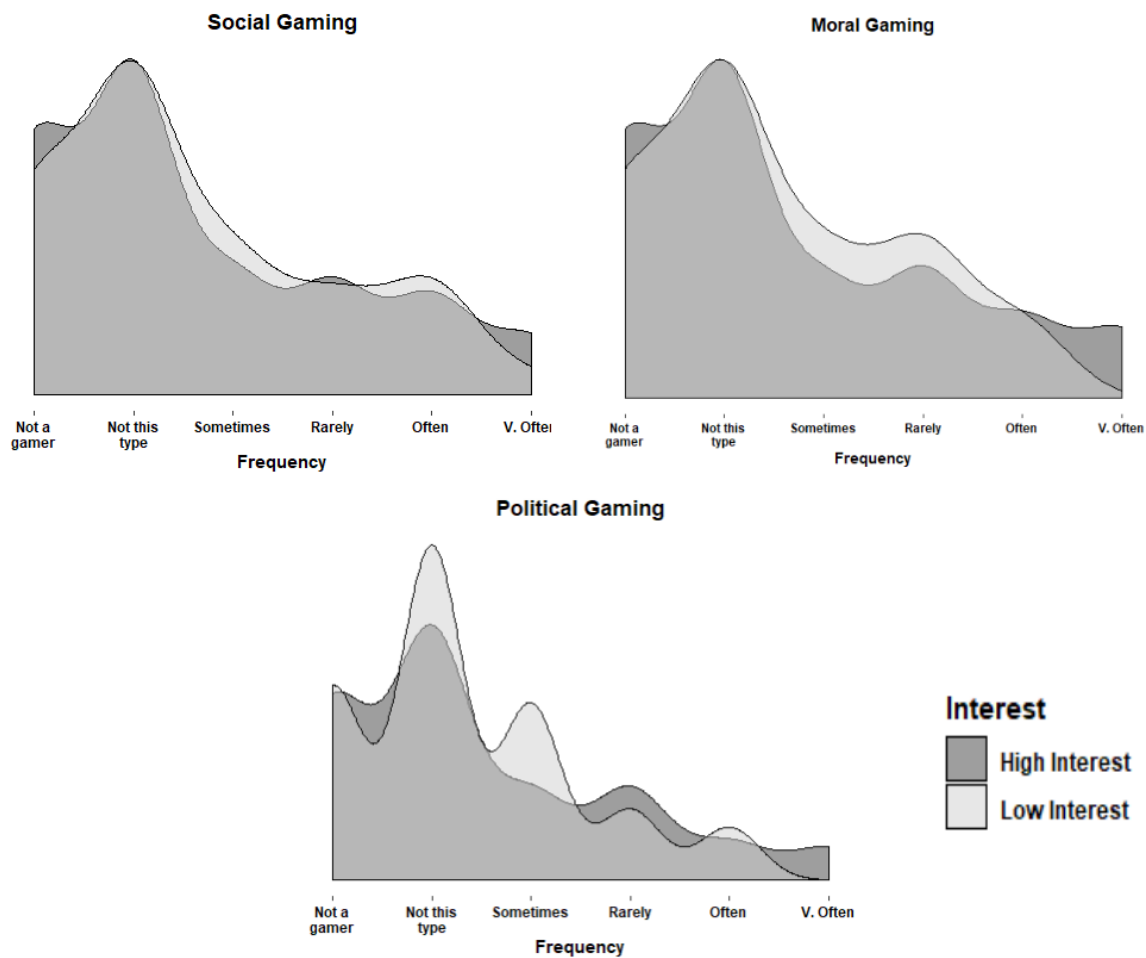 Social Gaming
Not a
gamer
Not this
type
Sometimes
Rarely
Often
V. Often
Frequency
Moral Gaming
Not a
gamer
Not this
type
Sometimes
Rarely
Often
V. Often
Frequency
Political Gaming
Not a
gamer
Not this
type
Sometimes
Rarely
Often
V. Often
Frequency
Interest
High Interest
Low Interest